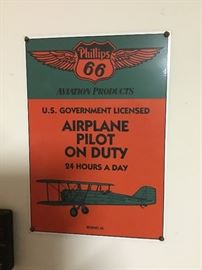 Phillips
66
AVIATION PRODUCTS
U.S. GOVERNMENT LICENSED
AIRPLANE
PILOT
ON DUTY
24 HOURS A DAY